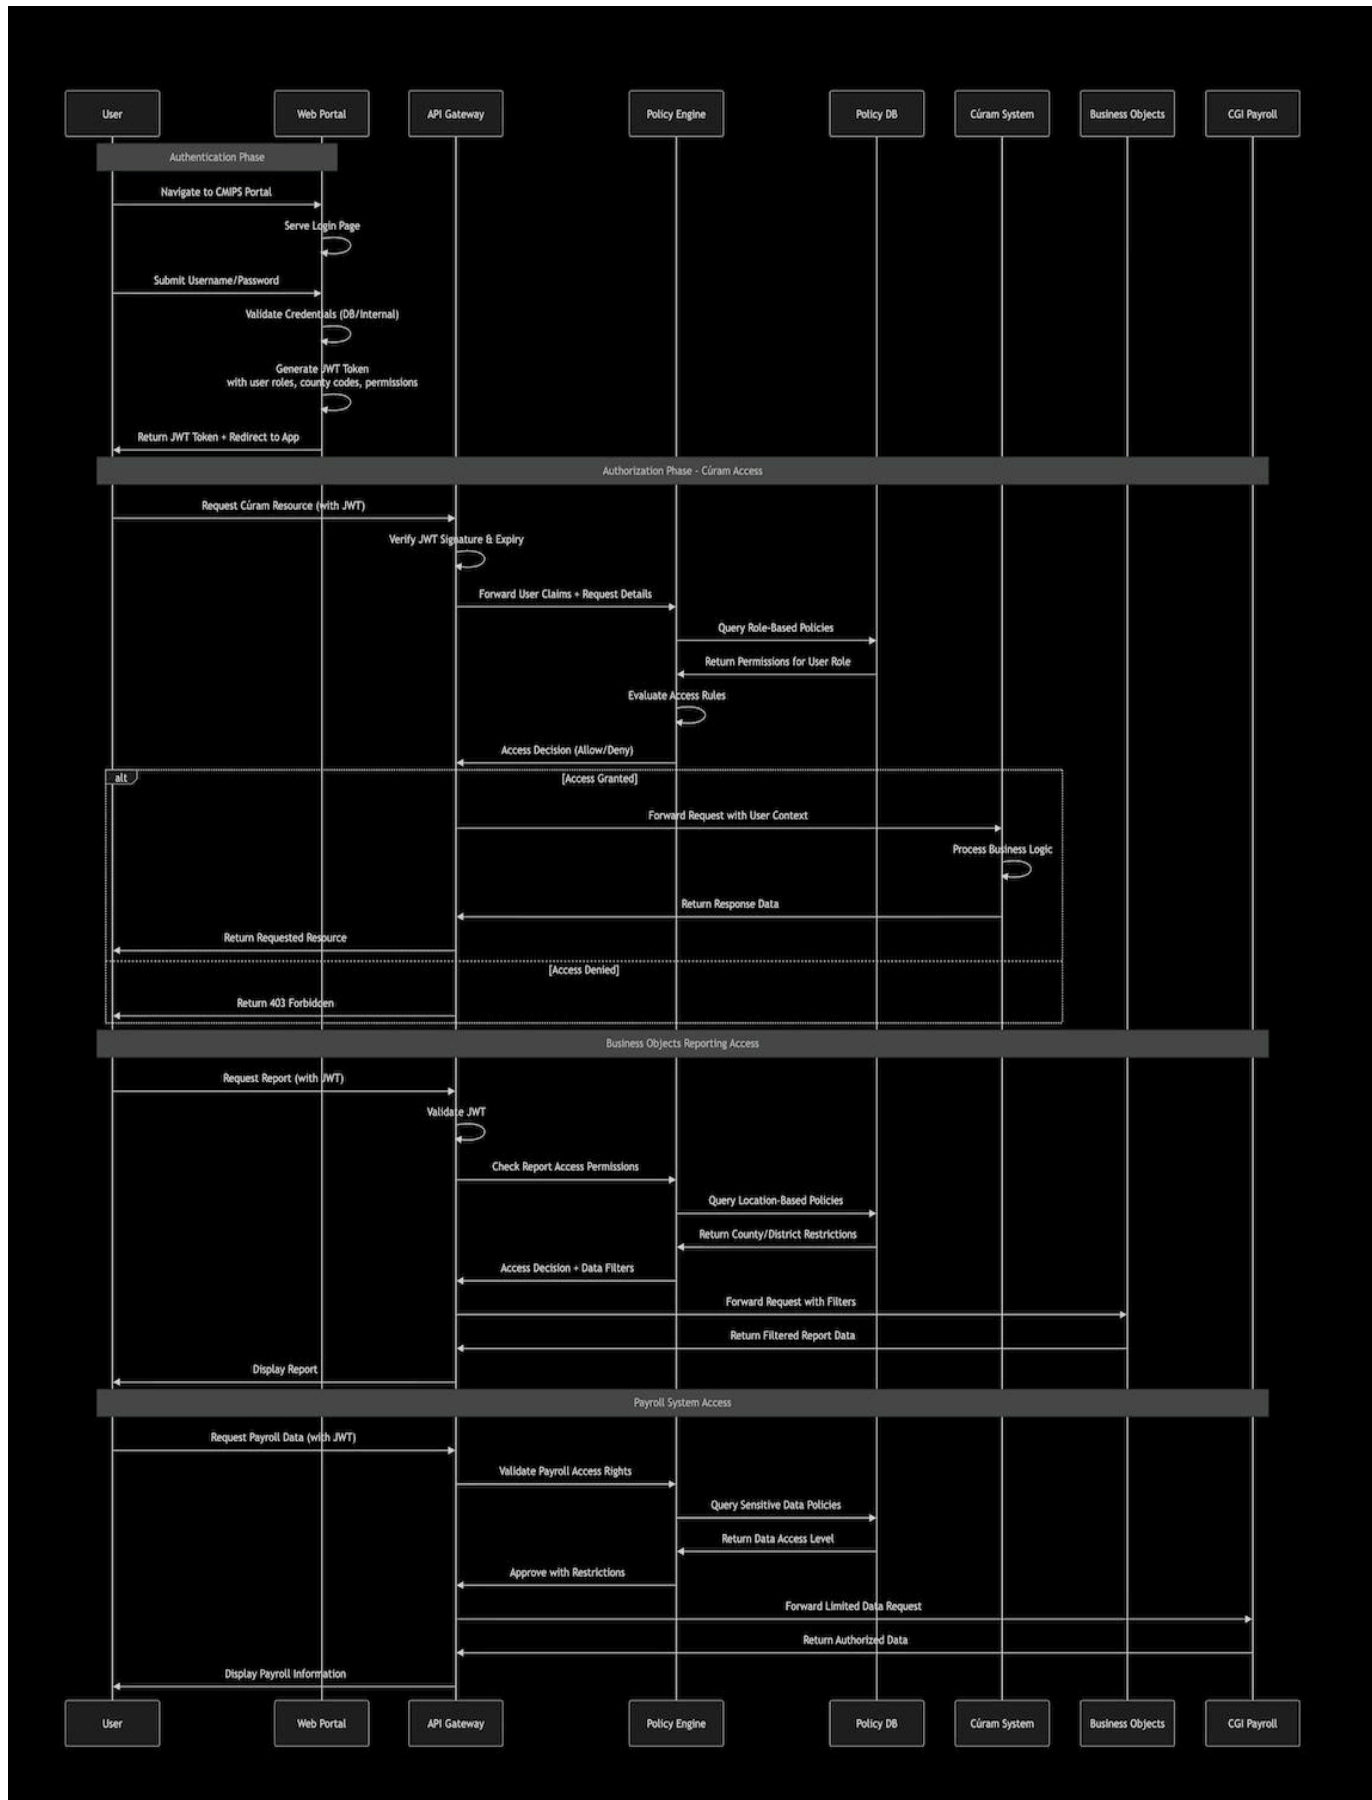 User
Web Portal
API Gateway
Policy Engine
Policy DB
Cúram System
Business Objects
CGI Payroll
Authentication Phase
Navigate to CMIPS Portal
Serve Login Page
Submit Username/Password
Validate Credentials (DB/Internal)
Generate JWT Token
with user roles, county codes, permissions
Return JWT Token + Redirect to App
Authorization Phase - Cúram Access
Request Cúram Resource (with JWT)
Verify JWT Signature & Expiry
Forward User Claims + Request Details
Query Role-Based Policies
Return Permissions for User Role
Evaluate Access Rules
Access Decision (Allow/Deny)
alt
[Access Granted]
Forward Request with User Context
Process Business Logic
Return Response Data
Return Requested Resource
[Access Denied]
Return 403 Forbidden
Business Objects Reporting Access
Request Report (with JWT)
Validate JWT
Check Report Access Permissions
Query Location-Based Policies
Return County/District Restrictions
Access Decision + Data Filters
Forward Request with Filters
Return Filtered Report Data
Display Report
Payroll System Access
Request Payroll Data (with JWT)
Validate Payroll Access Rights
Query Sensitive Data Policies
Return Data Access Level
Approve with Restrictions
Forward Limited Data Request
Return Authorized Data
Display Payroll Information
User
Web Portal
API Gateway
Policy Engine
Policy DB
Cúram System
Business Objects
CGI Payroll